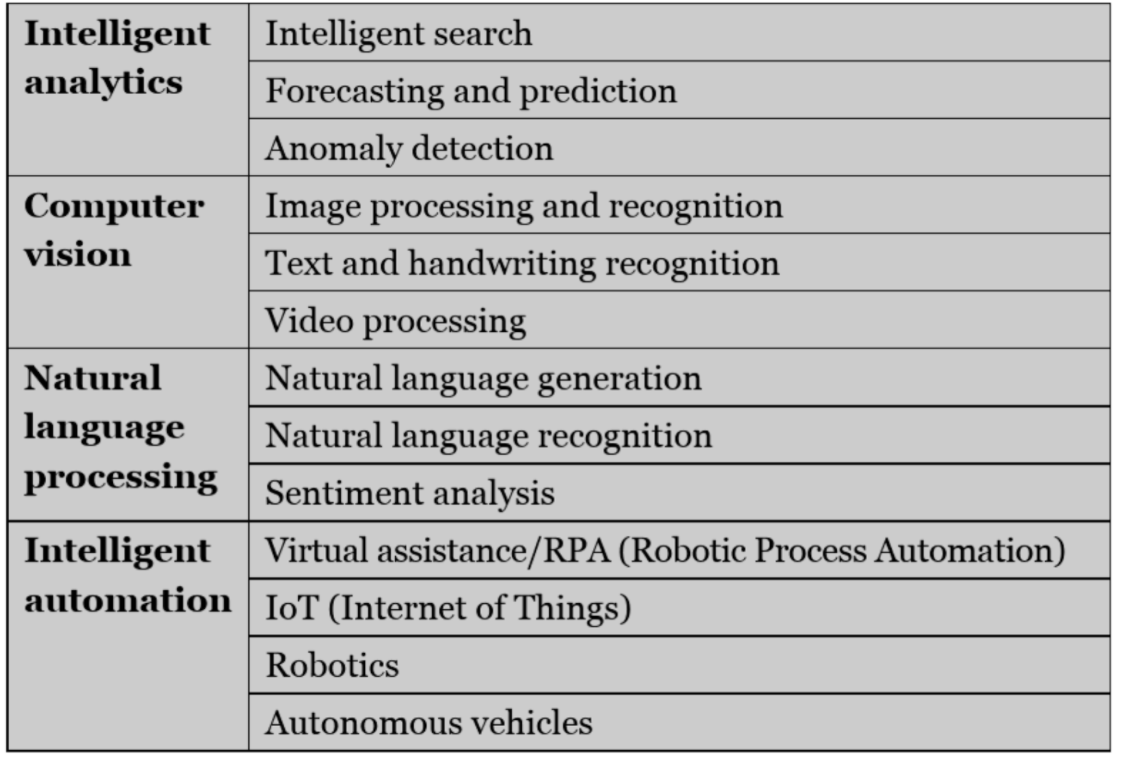 Intelligent analytics
Intelligent search
Forecasting and prediction
Anomaly detection
Computer vision
Image processing and recognition
Text and handwriting recognition
Video processing
Natural language processing
Natural language generation
Natural language recognition
Sentiment analysis
Intelligent automation
Virtual assistance/RPA (Robotic Process Automation)
IoT (Internet of Things)
Robotics
Autonomous vehicles